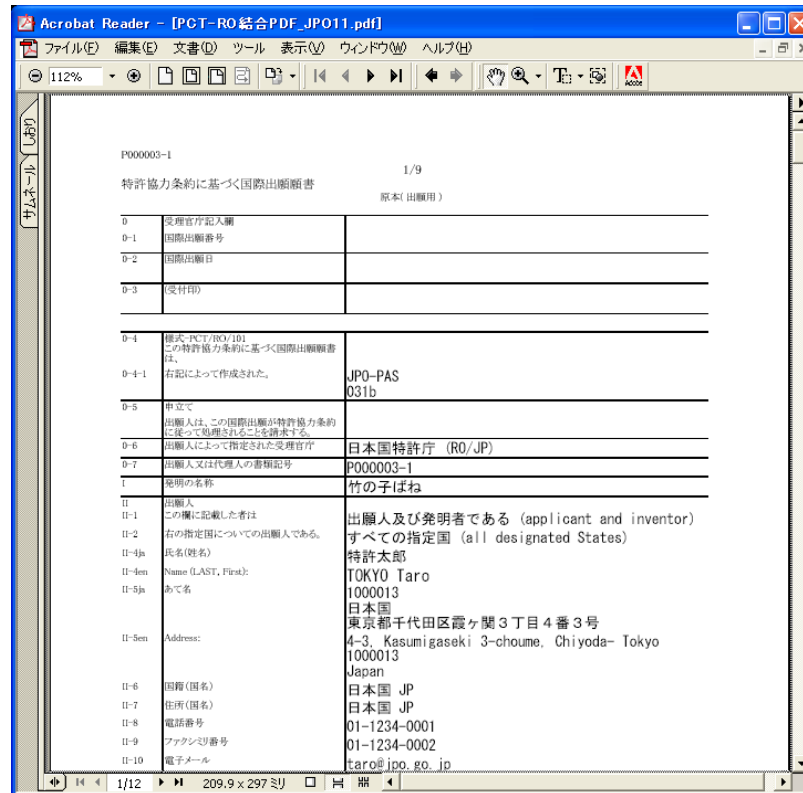 Acrobat Reader - [PCT-RO結合PDF_JPO11.pdf]
ファイル(F) 編集(E) 文書(D) ツール 表示(V) ウィンドウ(W) ヘルプ(H)
112%
Adobe
しおり
サムネール
P000003-1
1/9
特許協力条約に基づく国際出願願書
原本(出願用)
0 受理官庁記入欄
0-1 国際出願番号
0-2 国際出願日
0-3 (受付印)
0-4 様式-PCT/RO/101
この特許協力条約に基づく国際出願願書
は、
0-4-1 右記によって作成された。 JPO-PAS
031b
0-5 申立て
出願人は、この国際出願が特許協力条約
に従って処理されることを請求する。
0-6 出願人によって指定された受理官庁 日本国特許庁 (RO/JP)
0-7 出願人又は代理人の書類記号 P000003-1
I 発明の名称 竹の子ばね
II 出願人
II-1 この欄に記載した者は 出願人及び発明者である (applicant and inventor)
II-2 右の指定国についての出願人である。 すべての指定国 (all designated States)
II-4ja 氏名(姓名) 特許太郎
II-4en Name (LAST, First): TOKYO Taro
II-5ja あて名 1000013
日本国
東京都千代田区霞ヶ関3丁目4番3号
II-5en Address: 4-3, Kasumigaseki 3-choume, Chiyoda- Tokyo
1000013
Japan
II-6 国籍(国名) 日本国 JP
II-7 住所(国名) 日本国 JP
II-8 電話番号 01-1234-0001
II-9 ファクシミリ番号 01-1234-0002
II-10 電子メール taro@jpo.go.jp
1/12 209.9 x 297 ミリ